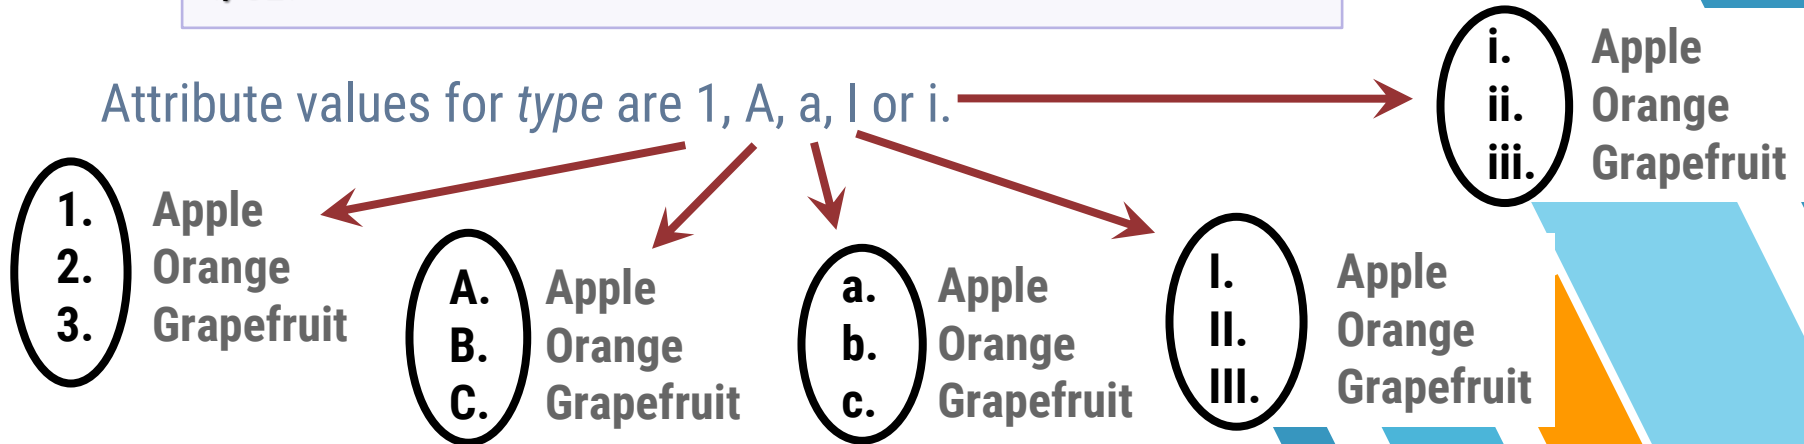 Attribute values for type are 1, A, a, I or i.
i. Apple
ii. Orange
iii. Grapefruit
1. Apple
2. Orange
3. Grapefruit
A. Apple
B. Orange
C. Grapefruit
a. Apple
b. Orange
c. Grapefruit
I. Apple
II. Orange
III. Grapefruit